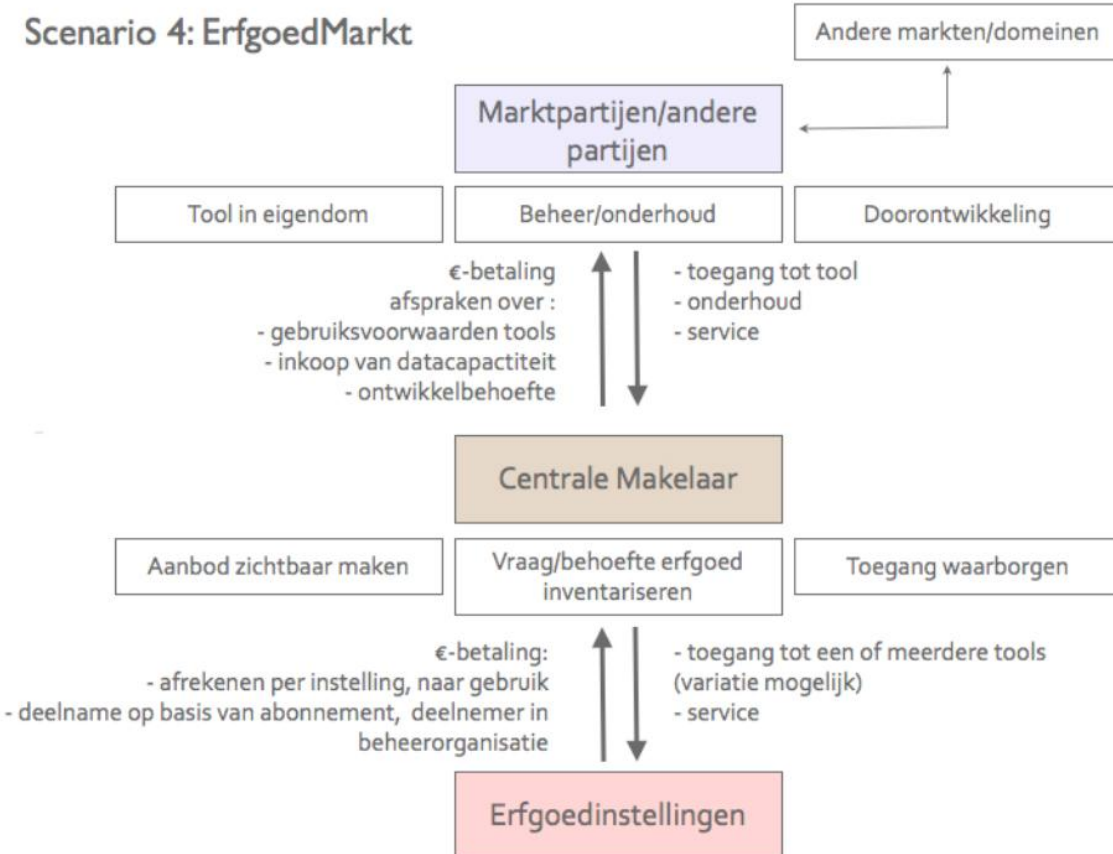 Scenario 4: ErfgoedMarkt
Andere markten/domeinen
Marktpartijen/andere
partijen
Tool in eigendom
Beheer/onderhoud
Doorontwikkeling
€-betaling
afspraken over :
- gebruiksvoorwaarden tools
- inkoop van datacapactiteit
- ontwikkelbehoefte
- toegang tot tool
- onderhoud
- service
Centrale Makelaar
Aanbod zichtbaar maken
Vraag/behoefte erfgoed
inventariseren
Toegang waarborgen
€-betaling:
- afrekenen per instelling, naar gebruik
- deelname op basis van abonnement, deelnemer in
beheerorganisatie
- toegang tot een of meerdere tools
(variatie mogelijk)
- service
Erfgoedinstellingen